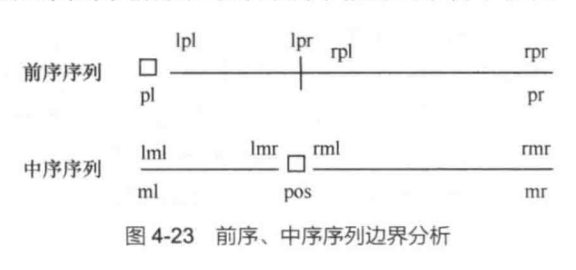 lpl lpr rpl rpr
前序序列
pl pr
lml lmr rml rmr
中序序列
ml pos mr
图 4-23 前序、中序序列边界分析